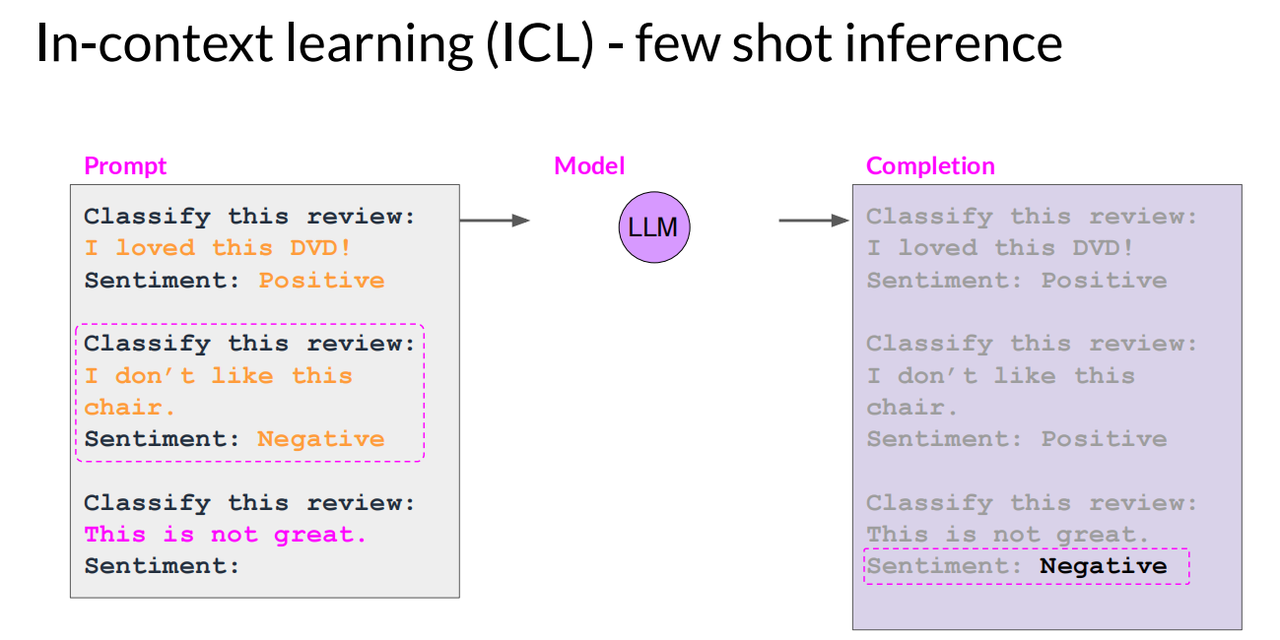 In-context learning (ICL) - few shot inference
Prompt
Classify this review:
I loved this DVD!
Sentiment: Positive
Classify this review:
I don’t like this
chair.
Sentiment: Negative
Classify this review:
This is not great.
Sentiment:
Model
LLM
Completion
Classify this review:
I loved this DVD!
Sentiment: Positive
Classify this review:
I don’t like this
chair.
Sentiment: Positive
Classify this review:
This is not great.
Sentiment: Negative